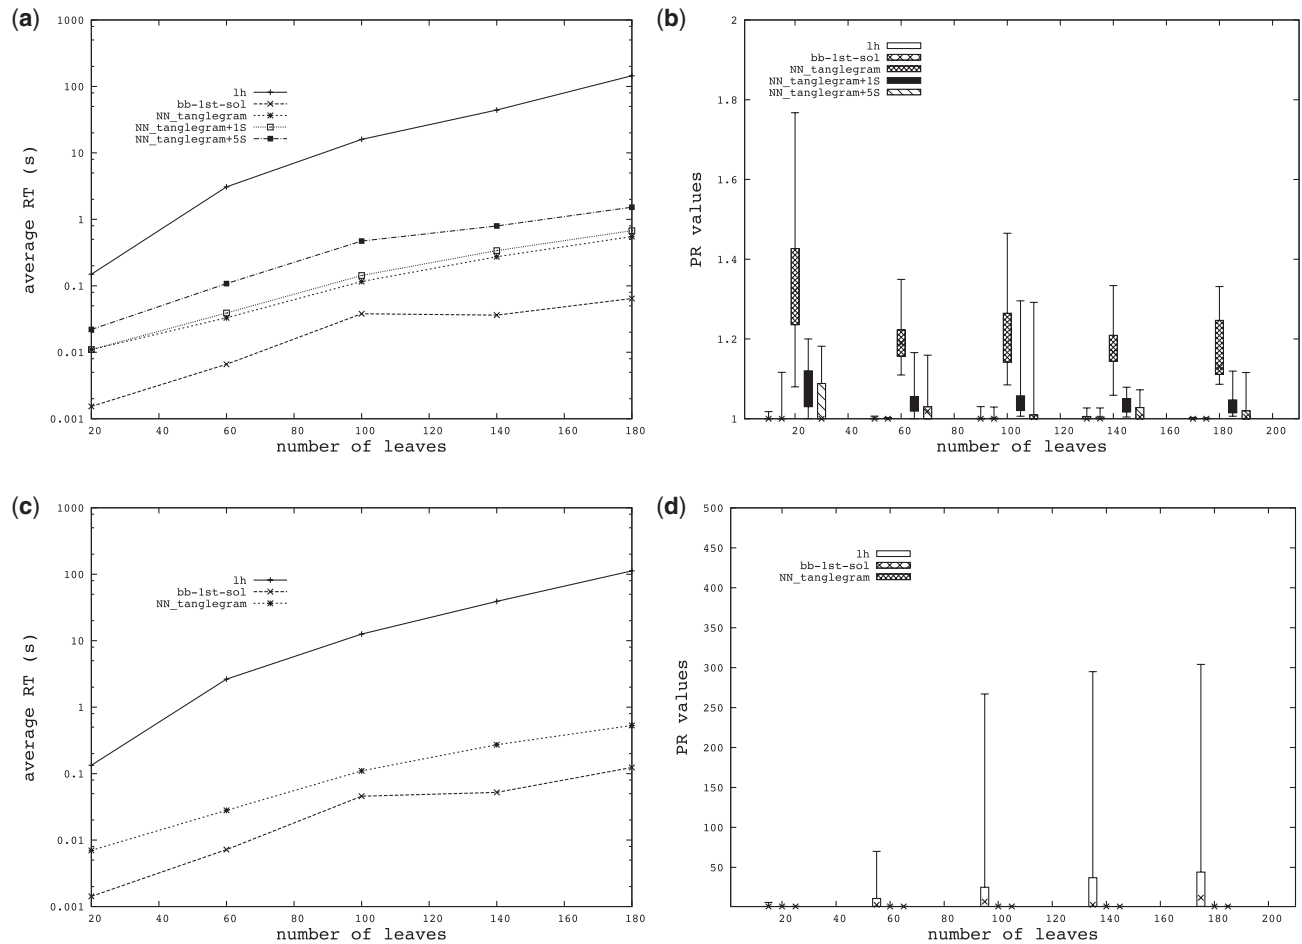 (a)
1000
100
10
1
0.1
0.01
0.001
average RT (s)
lh
bb-1st-sol
NN_tanglegram
NN_tanglegram+1S
NN_tanglegram+5S
20 40 60 80 100 120 140 160 180
number of leaves
(b)
2
1.8
1.6
1.4
1.2
1
PR values
lh
bb-1st-sol
NN_tanglegram
NN_tanglegram+1S
NN_tanglegram+5S
20 40 60 80 100 120 140 160 180 200
number of leaves
(c)
1000
100
10
1
0.1
0.01
0.001
average RT (s)
lh
bb-1st-sol
NN_tanglegram
20 40 60 80 100 120 140 160 180
number of leaves
(d)
500
450
400
350
300
250
200
150
100
50
PR values
lh
bb-1st-sol
NN_tanglegram
20 40 60 80 100 120 140 160 180 200
number of leaves